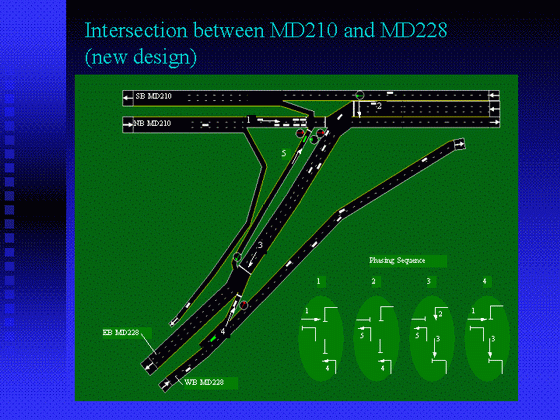 Intersection between MD210 and MD228
(new design)
SB MD210
NB MD210
1
2
5
3
4
EB MD228
WB MD228
Phasing Sequence
1 2 3 4
1
4
5
4
2
5
3
1
3